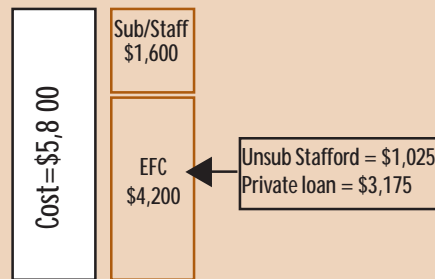 Cost=$5,8 00
Sub/Staff
$1,600
EFC
$4,200
Unsub Stafford = $1,025
Private loan = $3,175